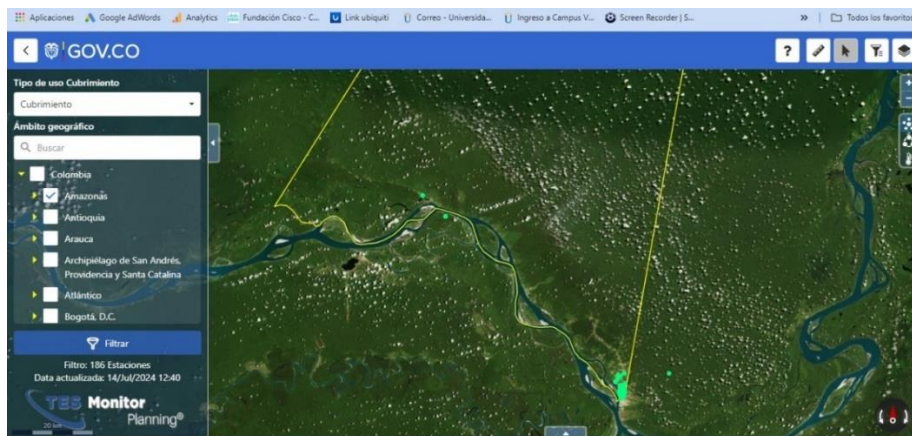 Aplicaciones Google AdWords Analytics Fundación Cisco - C... Link ubiquiti Correo - Universida... Ingreso a Campus V... Screen Recorder | S... » Todos los favoritos
GOV.CO ?
Tipo de uso Cubrimiento
Cubrimiento
Ámbito geográfico
Buscar
Colombia
Amazonas
Antioquia
Arauca
Archipiélago de San Andrés,
Providencia y Santa Catalina
Atlántico
Bogotá, D.C.
Filtrar
Filtro: 186 Estaciones
Data actualizada: 14/Jul/2024 12:40
TES Monitor
Planning®
20 km